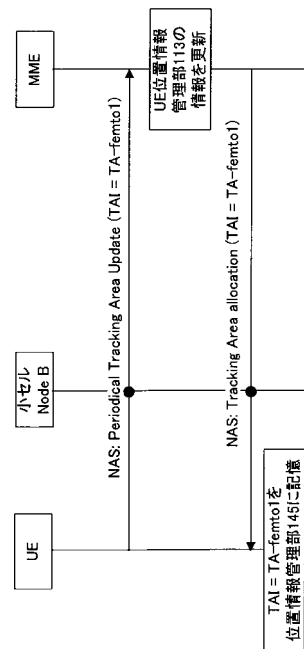 UE
小セル
Node B
MME
NAS: Periodical Tracking Area Update (TAI = TA-femto1)
UE位置情報
管理部113の
情報を更新
NAS: Tracking Area allocation (TAI = TA-femto1)
TAI = TA-femto1を
位置情報管理部145に記憶